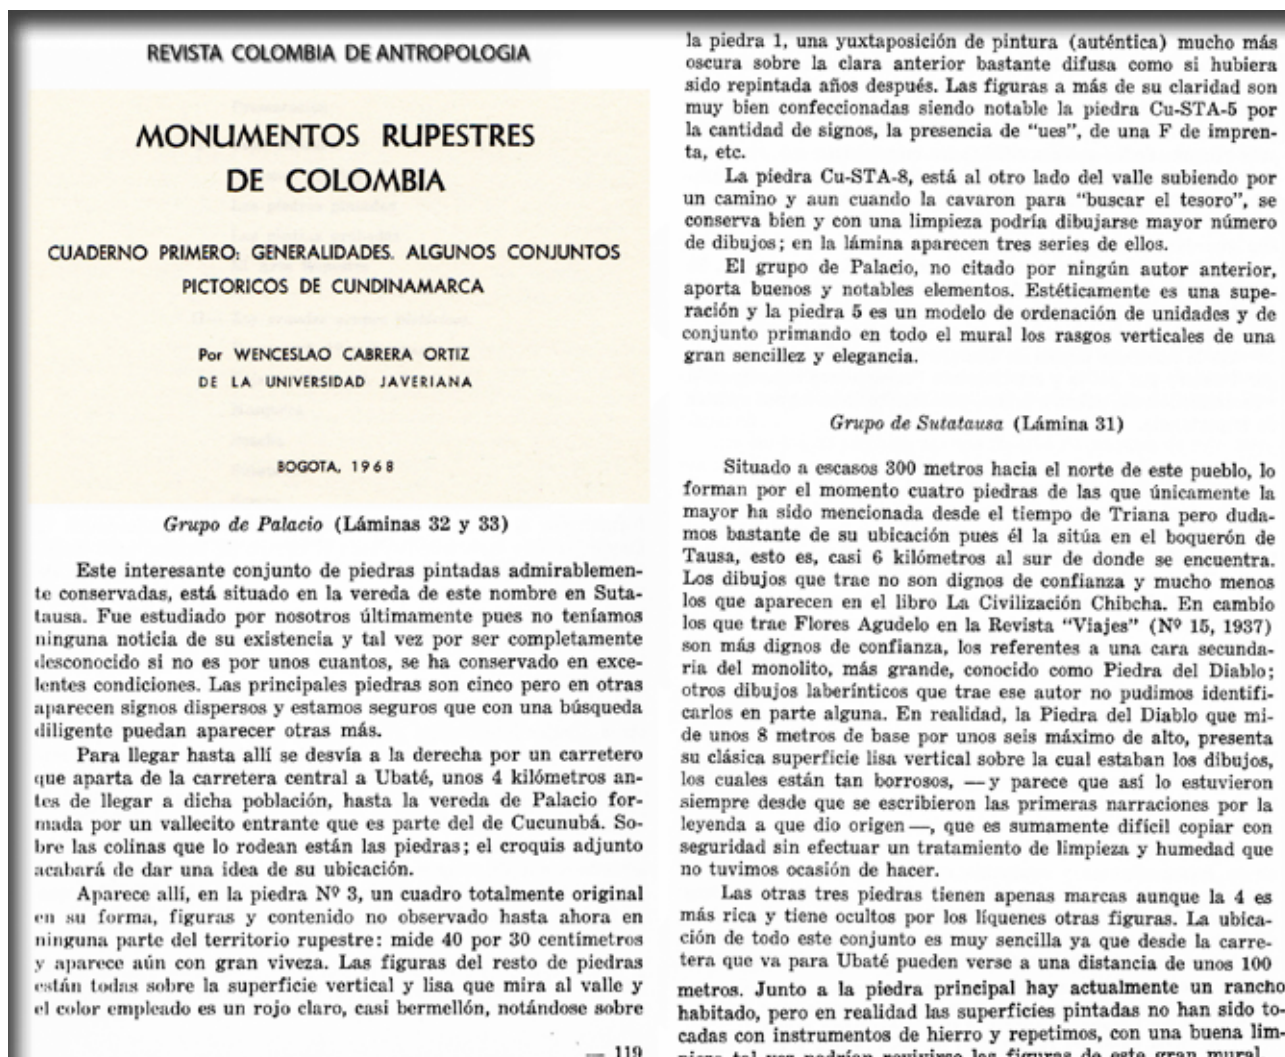 REVISTA COLOMBIA DE ANTROPOLOGIA
MONUMENTOS RUPESTRES
DE COLOMBIA
CUADERNO PRIMERO: GENERALIDADES. ALGUNOS CONJUNTOS
PICTORICOS DE CUNDINAMARCA
Por WENCESLAO CABRERA ORTIZ
DE LA UNIVERSIDAD JAVERIANA
BOGOTA, 1968
Grupo de Palacio (Láminas 32 y 33)
Este interesante conjunto de piedras pintadas admirablemen-
te conservadas, está situado en la vereda de este nombre en Suta-
tausa. Fue estudiado por nosotros últimamente pues no teníamos
ninguna noticia de su existencia y tal vez por ser completamente
desconocido si no es por unos cuantos, se ha conservado en exce-
lentes condiciones. Las principales piedras son cinco pero en otras
aparecen signos dispersos y estamos seguros que con una búsqueda
diligente puedan aparecer otras más.
Para llegar hasta allí se desvía a la derecha por un carretero
que aparta de la carretera central a Ubaté, unos 4 kilómetros an-
tes de llegar a dicha población, hasta la vereda de Palacio for-
mada por un vallecito entrante que es parte del de Cucunubá. So-
bre las colinas que lo rodean están las piedras; el croquis adjunto
acabará de dar una idea de su ubicación.
Aparece allí, en la piedra Nº 3, un cuadro totalmente original
en su forma, figuras y contenido no observado hasta ahora en
ninguna parte del territorio rupestre: mide 40 por 30 centímetros
y aparece aún con gran viveza. Las figuras del resto de piedras
están todas sobre la superficie vertical y lisa que mira al valle y
el color empleado es un rojo claro, casi bermellón, notándose sobre
— 119
la piedra 1, una yuxtaposición de pintura (auténtica) mucho más
oscura sobre la clara anterior bastante difusa como si hubiera
sido repintada años después. Las figuras a más de su claridad son
muy bien confeccionadas siendo notable la piedra Cu-STA-5 por
la cantidad de signos, la presencia de "ues", de una F de impren-
ta, etc.
La piedra Cu-STA-8, está al otro lado del valle subiendo por
un camino y aun cuando la cavaron para "buscar el tesoro", se
conserva bien y con una limpieza podría dibujarse mayor número
de dibujos; en la lámina aparecen tres series de ellos.
El grupo de Palacio, no citado por ningún autor anterior,
aporta buenos y notables elementos. Estéticamente es una supe-
ración y la piedra 5 es un modelo de ordenación de unidades y de
conjunto primando en todo el mural los rasgos verticales de una
gran sencillez y elegancia.
Grupo de Sutatausa (Lámina 31)
Situado a escasos 300 metros hacia el norte de este pueblo, lo
forman por el momento cuatro piedras de las que únicamente la
mayor ha sido mencionada desde el tiempo de Triana pero duda-
mos bastante de su ubicación pues él la sitúa en el boquerón de
Tausa, esto es, casi 6 kilómetros al sur de donde se encuentra.
Los dibujos que trae no son dignos de confianza y mucho menos
los que aparecen en el libro La Civilización Chibcha. En cambio
los que trae Flores Agudelo en la Revista "Viajes" (Nº 15, 1937)
son más dignos de confianza, los referentes a una cara secunda-
ria del monolito, más grande, conocido como Piedra del Diablo;
otros dibujos laberínticos que trae ese autor no pudimos identifi-
carlos en parte alguna. En realidad, la Piedra del Diablo que mi-
de unos 8 metros de base por unos seis máximo de alto, presenta
su clásica superficie lisa vertical sobre la cual estaban los dibujos,
los cuales están tan borrosos, —y parece que así lo estuvieron
siempre desde que se escribieron las primeras narraciones por la
leyenda a que dio origen—, que es sumamente difícil copiar con
seguridad sin efectuar un tratamiento de limpieza y humedad que
no tuvimos ocasión de hacer.
Las otras tres piedras tienen apenas marcas aunque la 4 es
más rica y tiene ocultos por los líquenes otras figuras. La ubica-
ción de todo este conjunto es muy sencilla ya que desde la carre-
tera que va para Ubaté pueden verse a una distancia de unos 100
metros. Junto a la piedra principal hay actualmente un rancho
habitado, pero en realidad las superficies pintadas no han sido to-
cadas con instrumentos de hierro y repetimos, con una buena lim-
pieza tal vez podrían revivirse las figuras de este gran mural